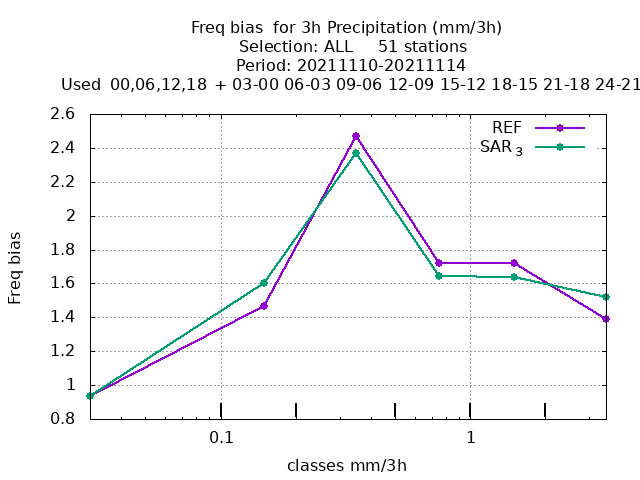 Freq bias  for 3h Precipitation (mm/3h)
Selection: ALL     51 stations
Period: 20211110-20211114
Used  00,06,12,18  + 03-00 06-03 09-06 12-09 15-12 18-15 21-18 24-21
2.6
2.4
2.2
2
1.8
1.6
1.4
1.2
1
0.8
Freq bias
REF
SAR 3
0.1
1
classes mm/3h